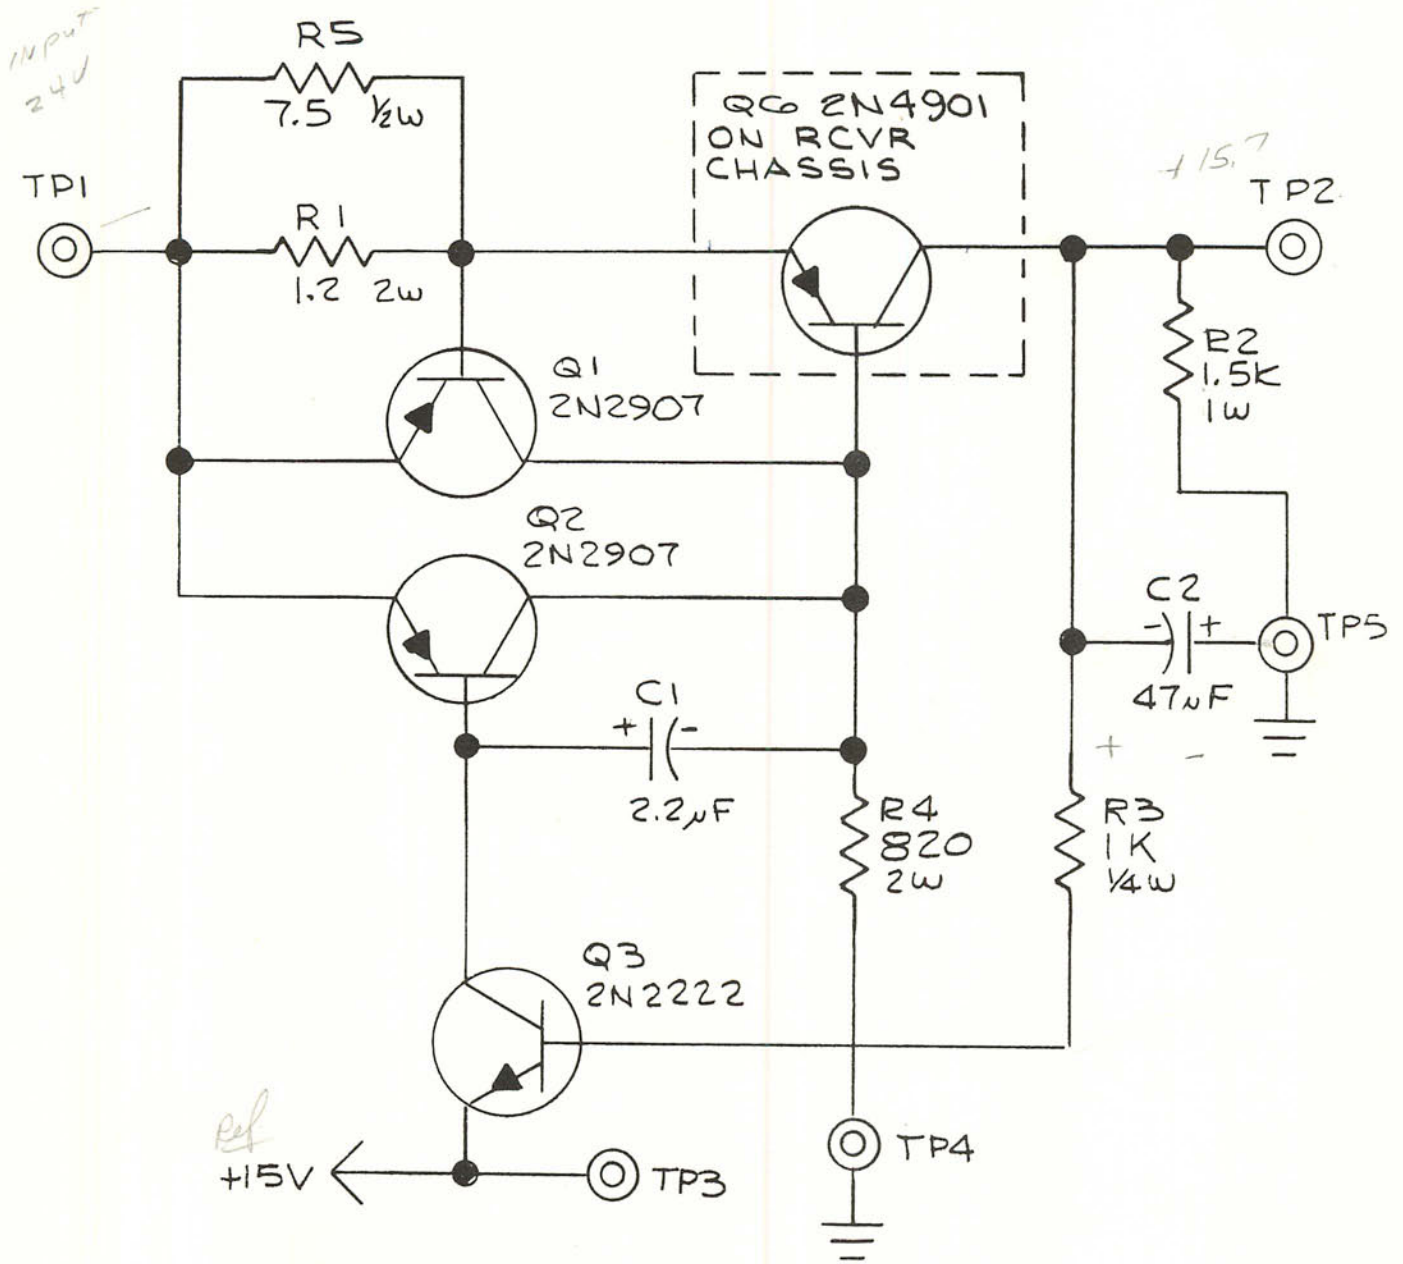 INPUT
24V
R5
7.5 ½W
TP1
R1
1.2 2W
Q6 2N4901
ON RCVR
CHASSIS
+15.7
TP2
R2
1.5K
1W
Q1
2N2907
Q2
2N2907
C2
- +
TP5
47µF
C1
+ -
2.2µF
+ -
R4
820
2W
R3
1K
¼W
Q3
2N2222
Ref
+15V
TP3
TP4